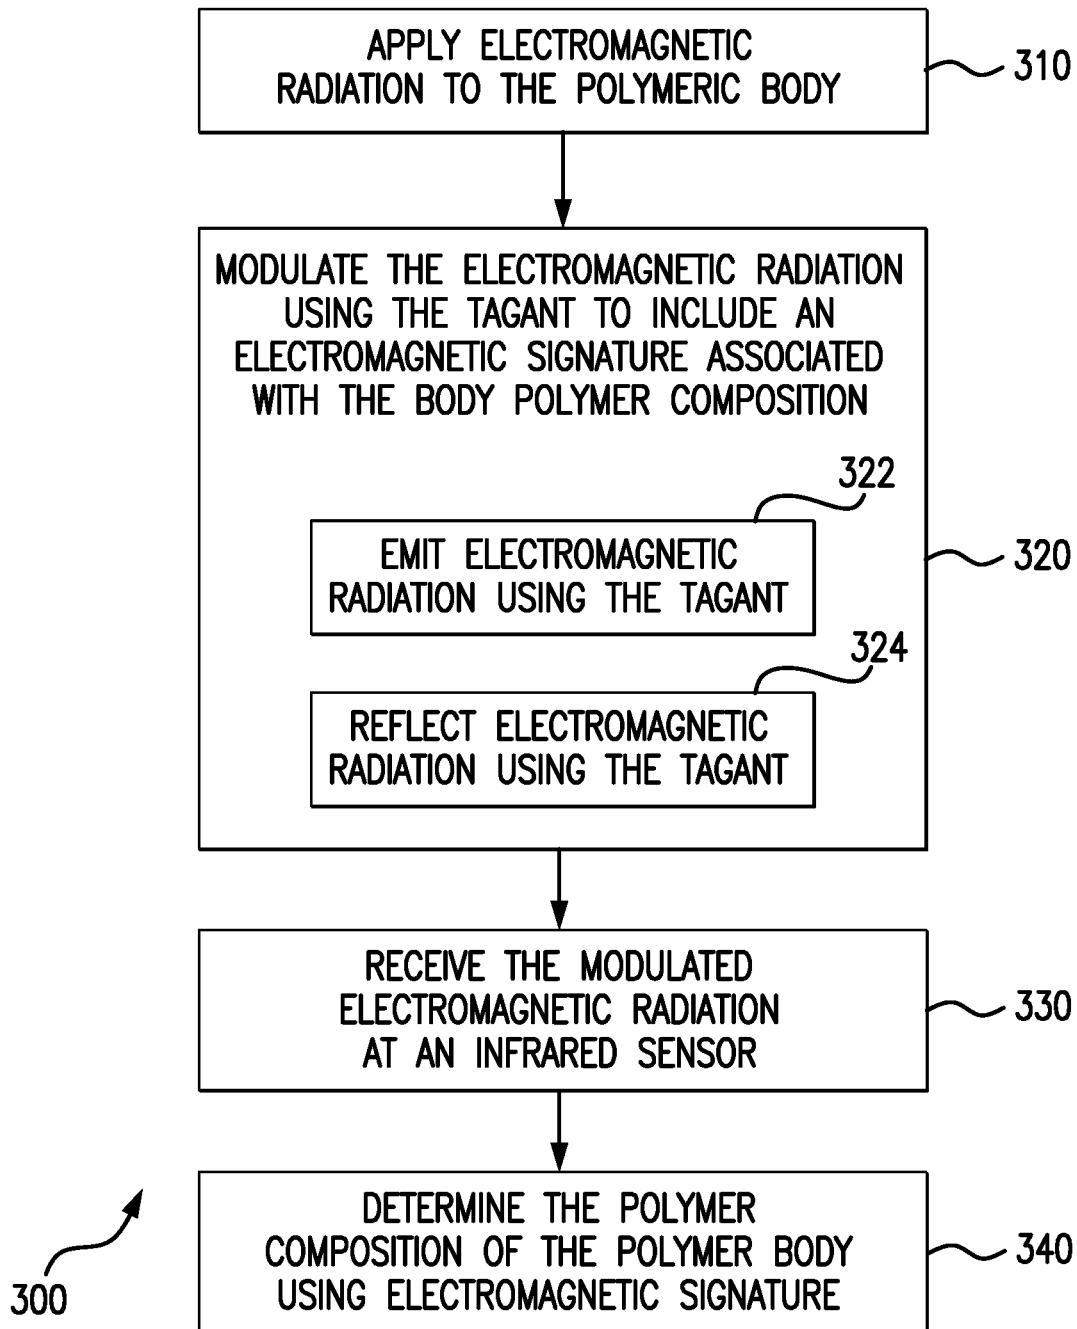 APPLY ELECTROMAGNETIC
RADIATION TO THE POLYMERIC BODY
310
MODULATE THE ELECTROMAGNETIC RADIATION
USING THE TAGANT TO INCLUDE AN
ELECTROMAGNETIC SIGNATURE ASSOCIATED
WITH THE BODY POLYMER COMPOSITION
322
EMIT ELECTROMAGNETIC
RADIATION USING THE TAGANT
320
324
REFLECT ELECTROMAGNETIC
RADIATION USING THE TAGANT
RECEIVE THE MODULATED
ELECTROMAGNETIC RADIATION
AT AN INFRARED SENSOR
330
DETERMINE THE POLYMER
COMPOSITION OF THE POLYMER BODY
USING ELECTROMAGNETIC SIGNATURE
340
300